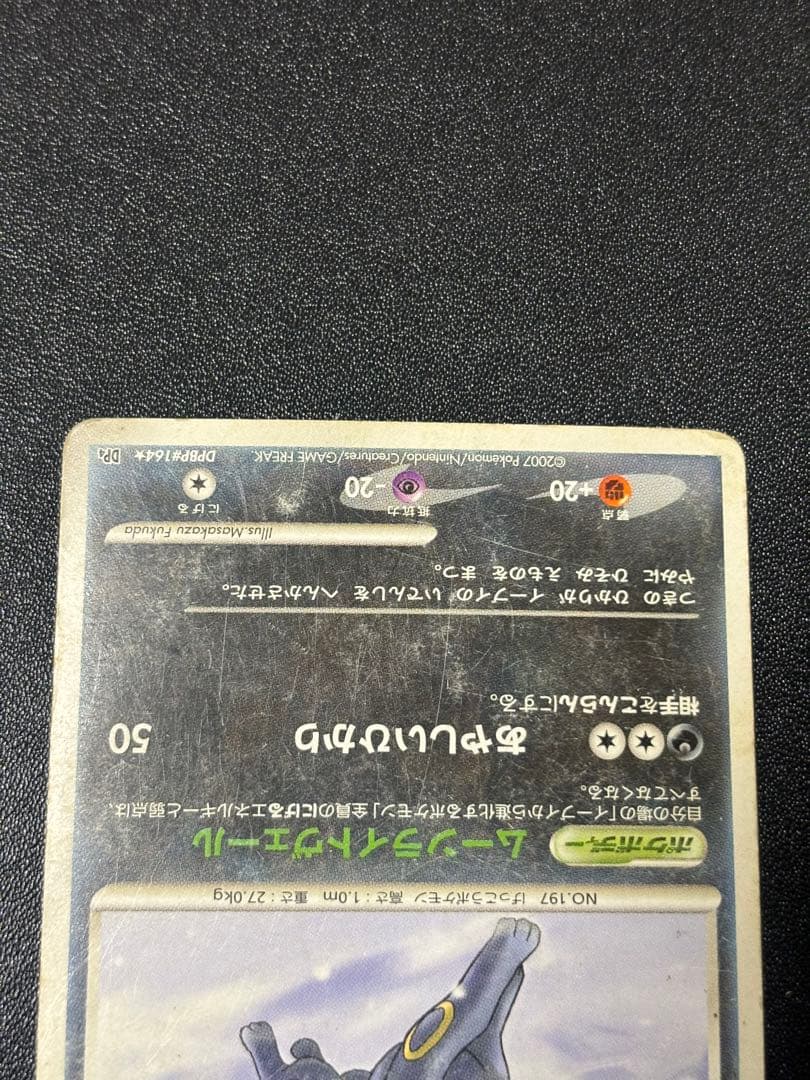 NO.197 げっこうポケモン 高さ：1.0m 重さ：27.0kg
ポケボディー ムーンライトヴェール
自分の場の「イーブイから進化するポケモン」全員のにげるエネルギーと弱点は、
すべてなくなる。
あやしいひかり 50
相手をこんらんにする。
つきの ひかりが イーブイの いでんしを へんかさせた。
やみに ひそみ えものを まつ。
Illus.Masakazu Fukuda
弱点 +20 抵抗力 -20 にげる
©2007 Pokémon/Nintendo/Creatures/GAME FREAK DPBP#164★ DP4